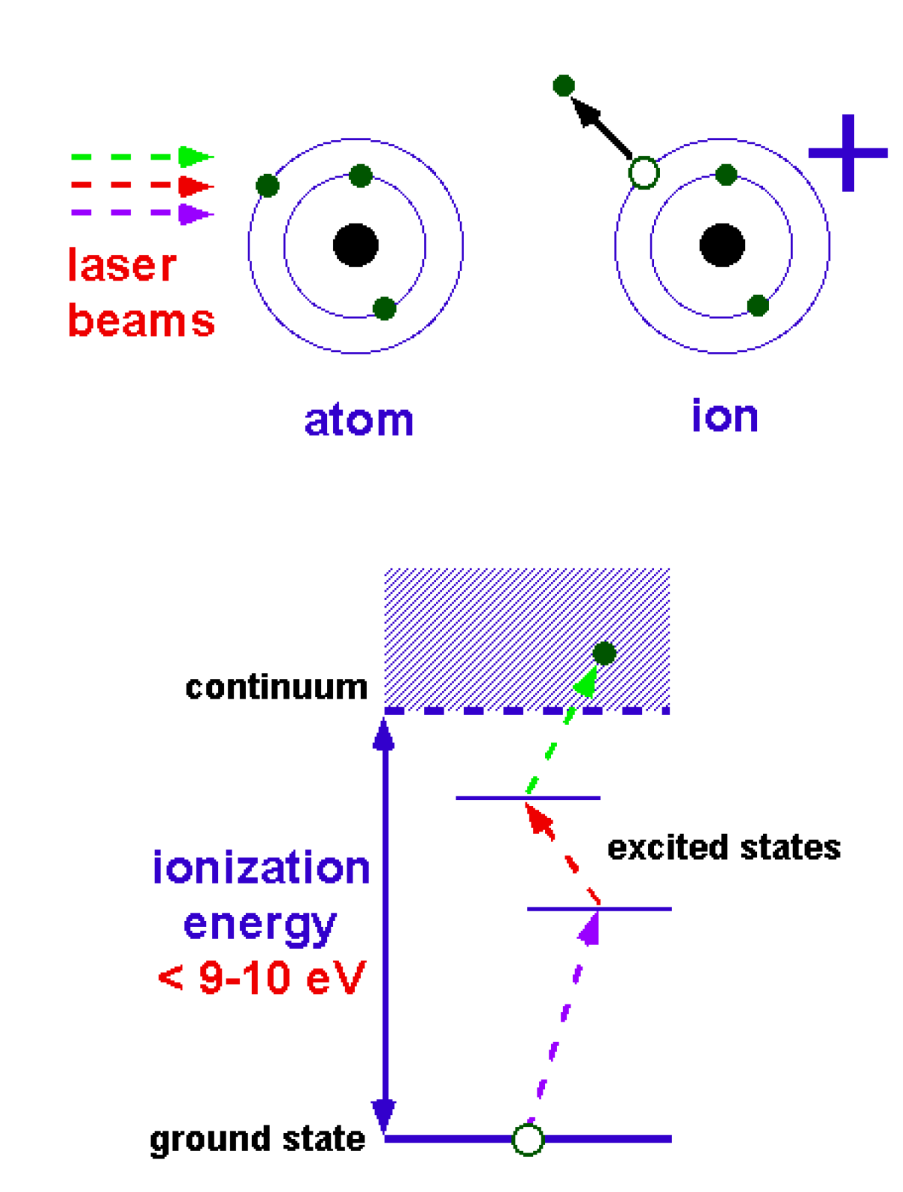 laser
beams
+
atom
ion
continuum
excited states
ionization
energy
< 9-10 eV
ground state